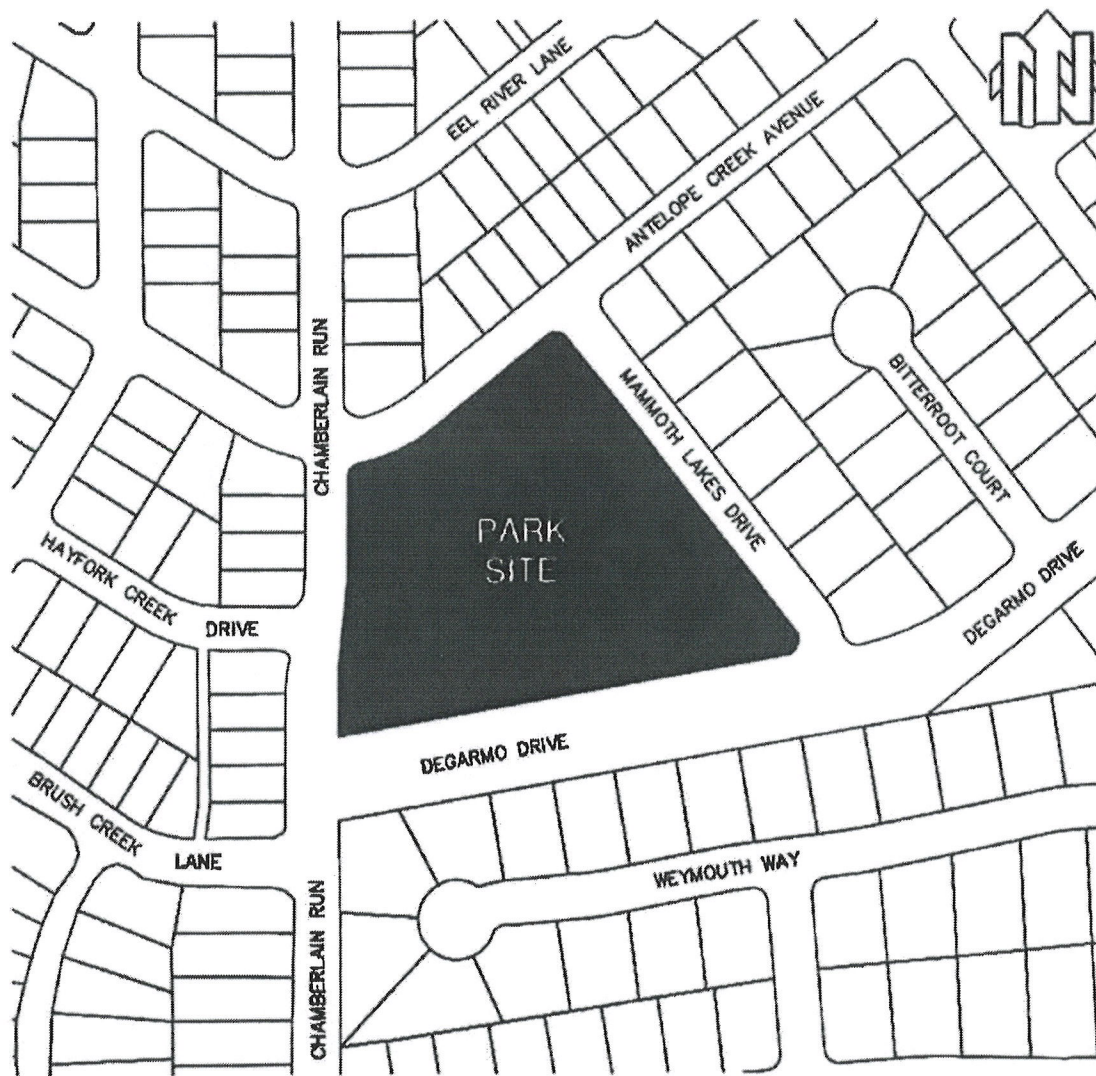 N
EEL RIVER LANE
ANTELOPE CREEK AVENUE
CHAMBERLAIN RUN
MAMMOTH LAKES DRIVE
BITTERROOT COURT
PARK
SITE
HAYFORK CREEK DRIVE
DEGARMO DRIVE
DEGARMO DRIVE
BRUSH CREEK LANE
WEYMOUTH WAY
CHAMBERLAIN RUN